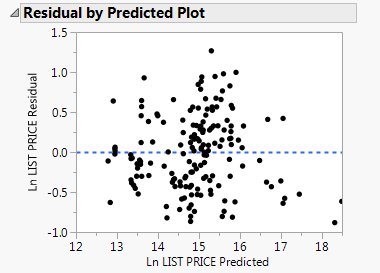 Residual by Predicted Plot
Ln LIST PRICE Residual
1.5
1.0
0.5
0.0
-0.5
-1.0
12 13 14 15 16 17 18
Ln LIST PRICE Predicted